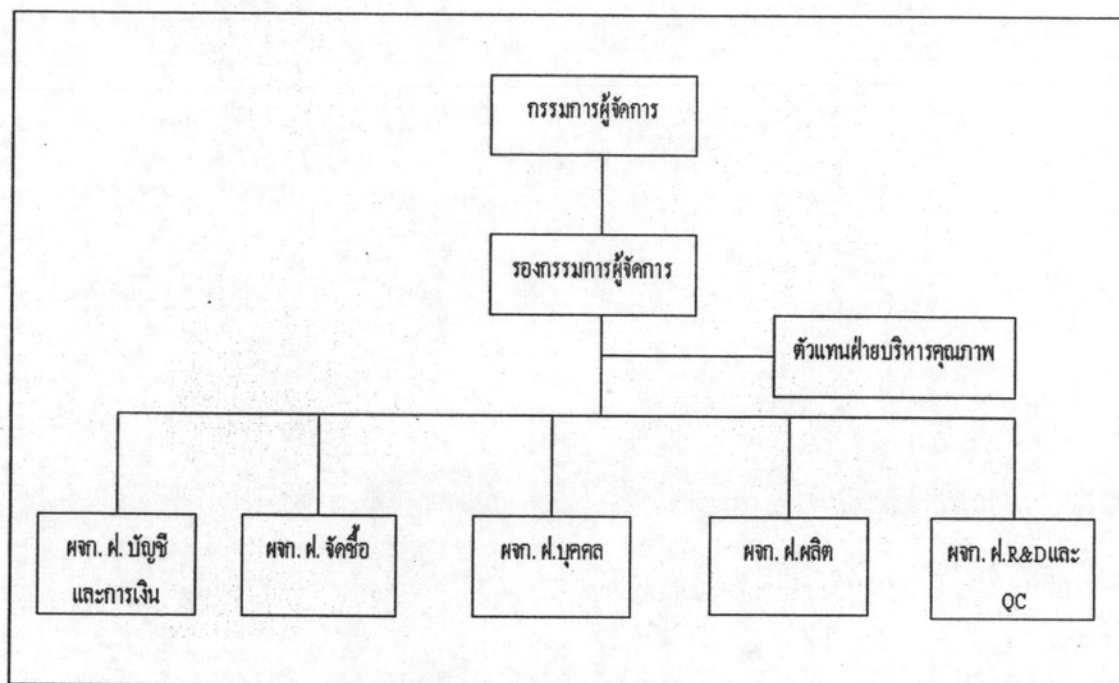 กรรมการผู้จัดการ
รองกรรมการผู้จัดการ
ตัวแทนฝ่ายบริหารคุณภาพ
ผจก. ฝ. บัญชี
และการเงิน
ผจก. ฝ. จัดซื้อ
ผจก. ฝ.บุคคล
ผจก. ฝ.ผลิต
ผจก. ฝ.R&Dและ
QC